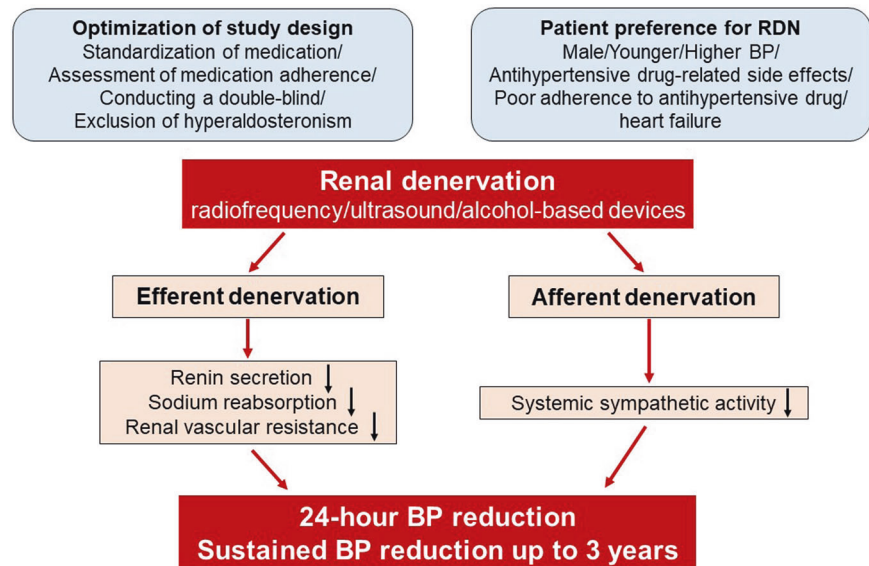 Optimization of study design
Standardization of medication/
Assessment of medication adherence/
Conducting a double-blind/
Exclusion of hyperaldosteronism
Patient preference for RDN
Male/Younger/Higher BP/
Antihypertensive drug-related side effects/
Poor adherence to antihypertensive drug/
heart failure
Renal denervation
radiofrequency/ultrasound/alcohol-based devices
Efferent denervation
Afferent denervation
Renin secretion
Sodium reabsorption
Renal vascular resistance
Systemic sympathetic activity
24-hour BP reduction
Sustained BP reduction up to 3 years